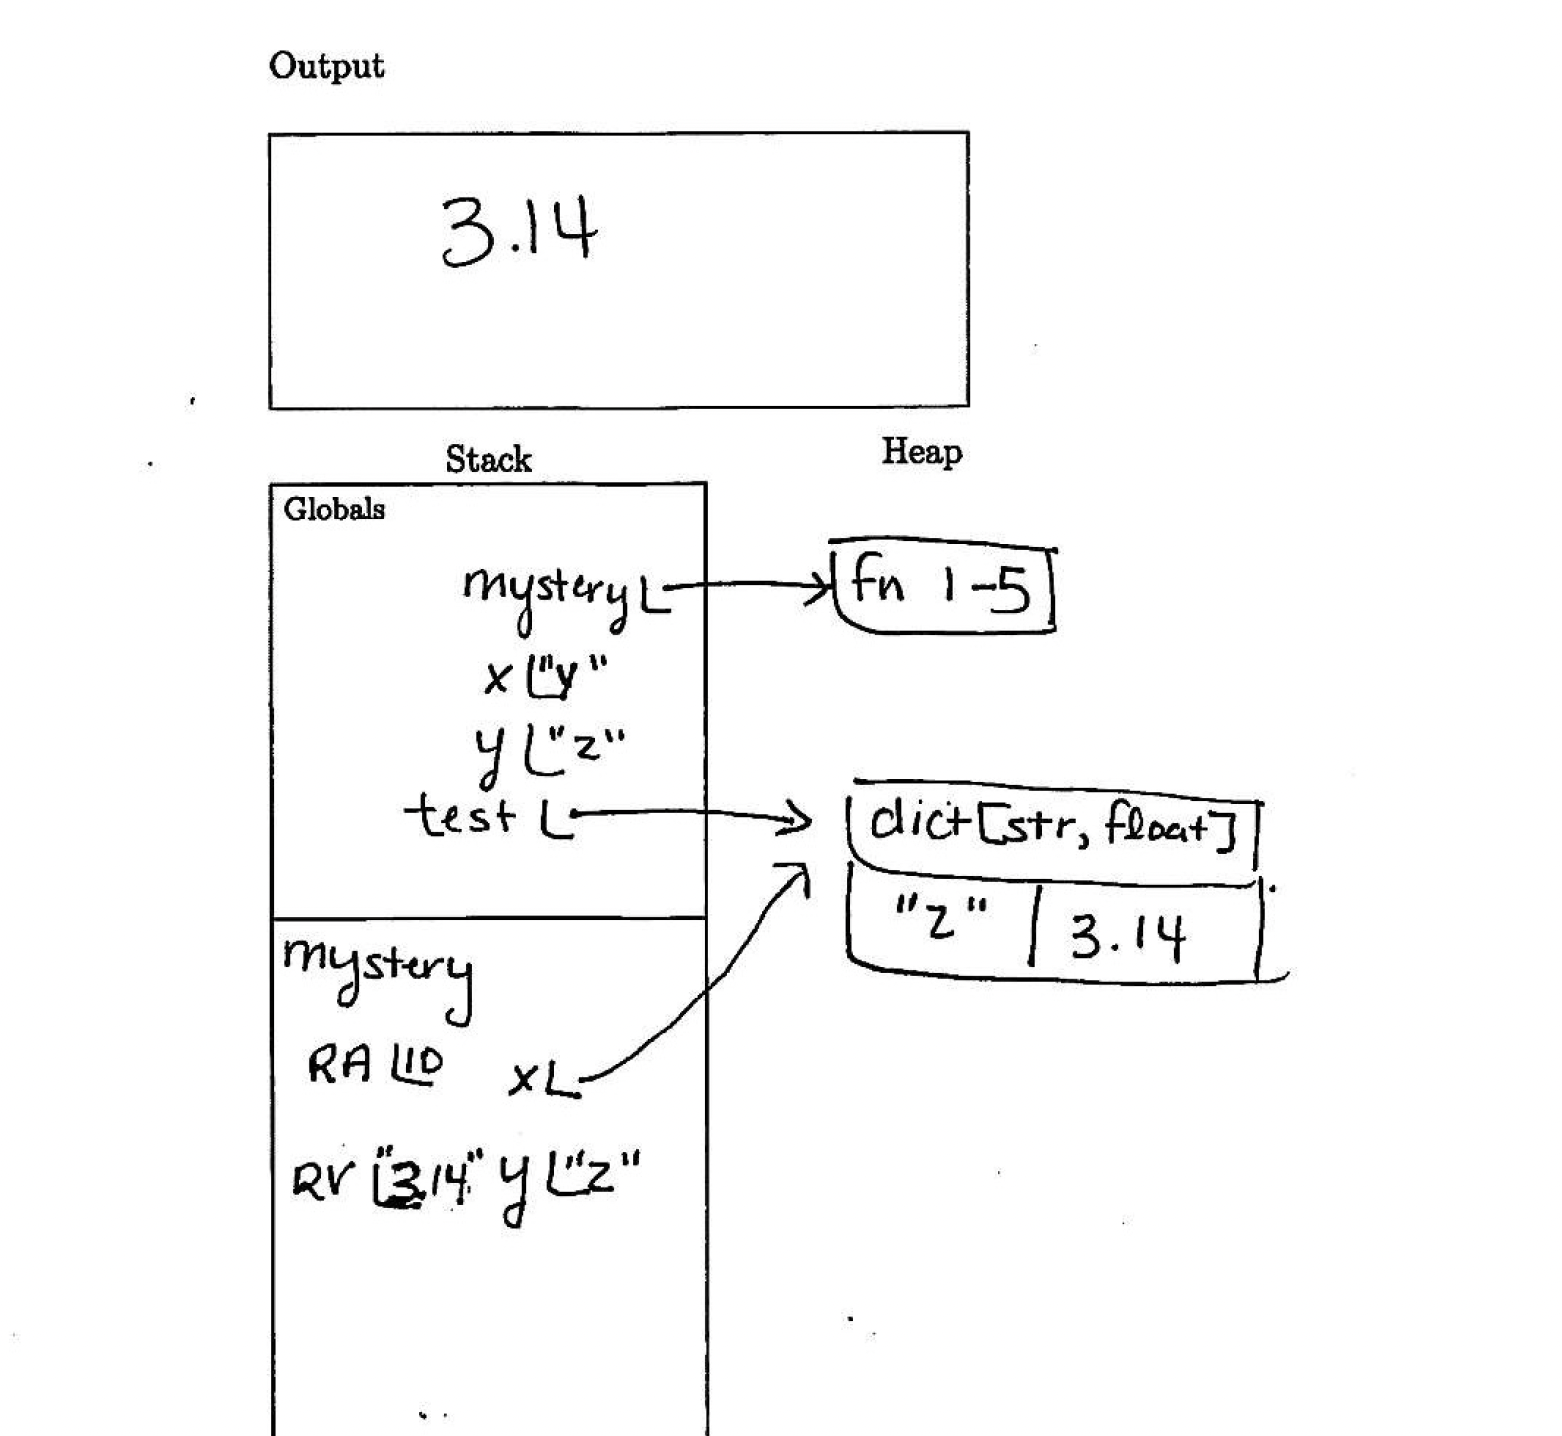 Output
3.14
Stack Heap
Globals
mystery fn 1-5
x "y"
y "z"
test dict[str, float]
"z" 3.14
mystery
RA 10 x
RV "3.14" y "z"